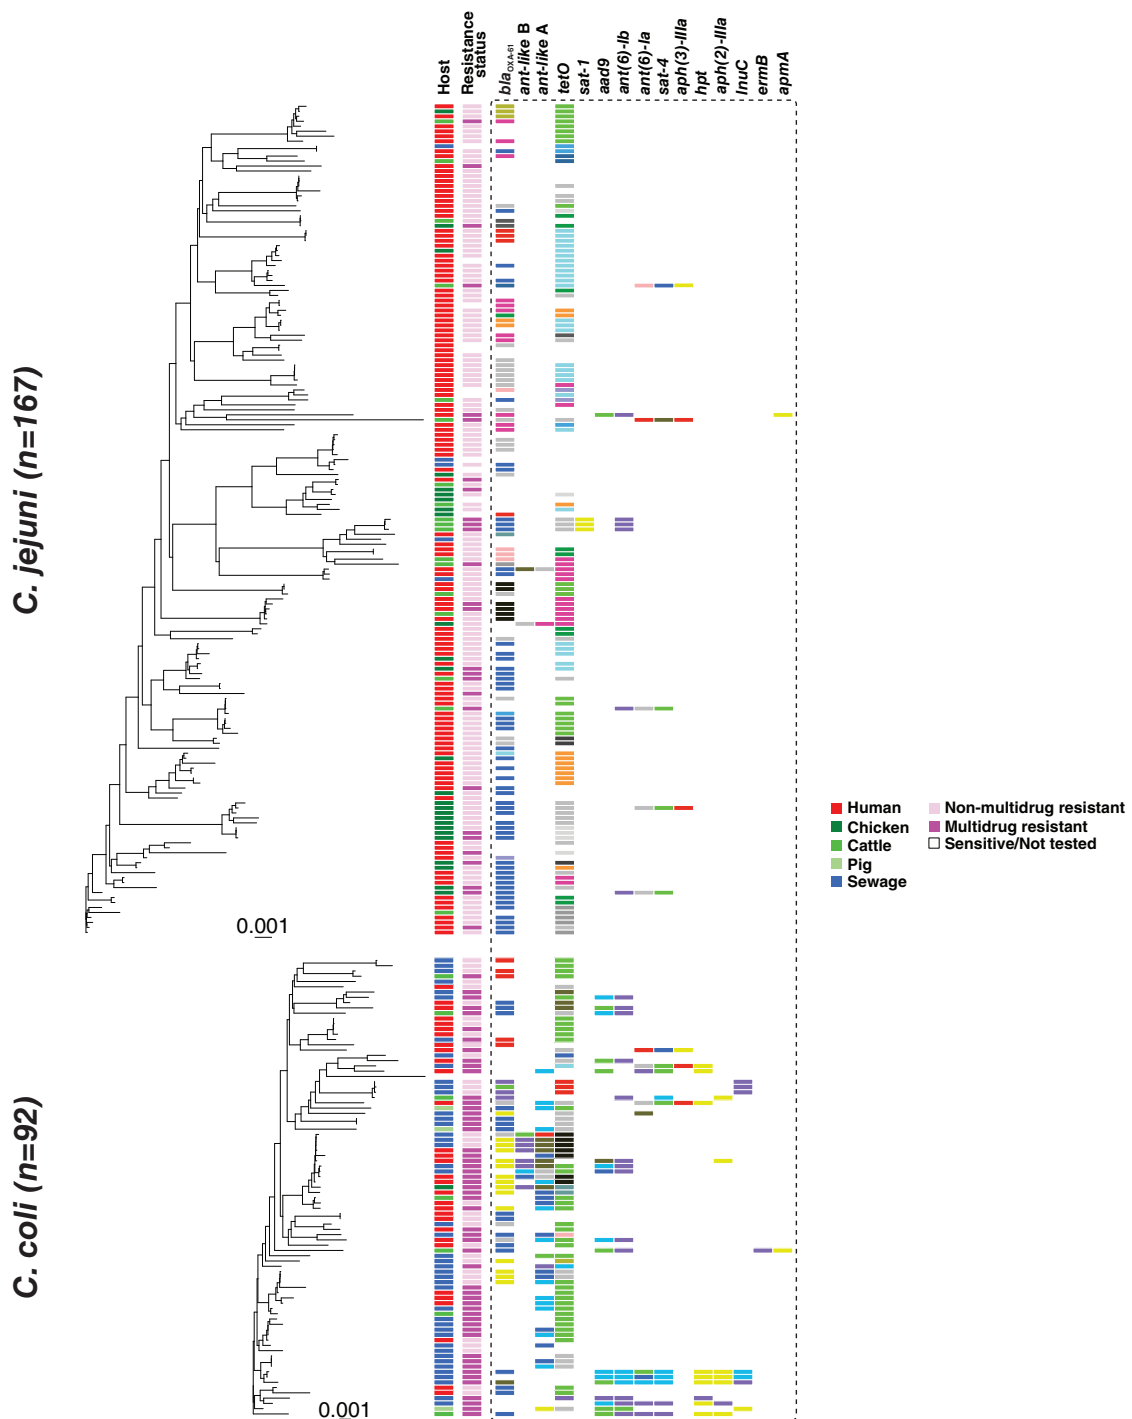 Host
Resistance status
blaOXA-61
ant-like B
ant-like A
tetO
sat-1
aad9
ant(6)-Ib
ant(6)-Ia
sat-4
aph(3)-IIIa
hpt
aph(2)-IIIa
lnuC
ermB
apmA
C. jejuni (n=167)
Human
Chicken
Cattle
Pig
Sewage
Non-multidrug resistant
Multidrug resistant
Sensitive/Not tested
0.001
C. coli (n=92)
0.001